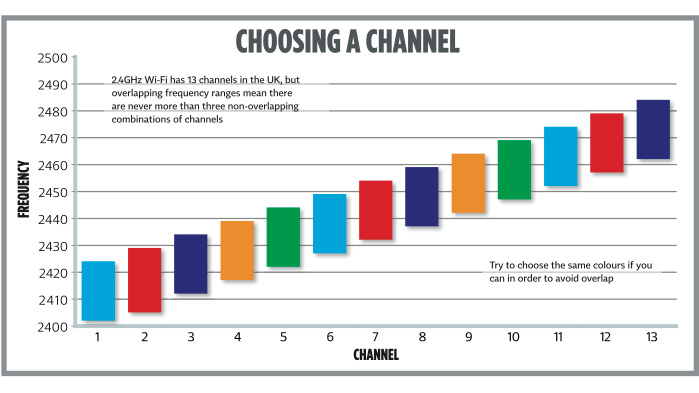 CHOOSING A CHANNEL
2500
2.4GHz Wi-Fi has 13 channels in the UK, but
overlapping frequency ranges mean there
are never more than three non-overlapping
combinations of channels
2490
2480
2470
2460
2450
2440
2430
2420
2410
2400
FREQUENCY
Try to choose the same colours if you
can in order to avoid overlap
1 2 3 4 5 6 7 8 9 10 11 12 13
CHANNEL